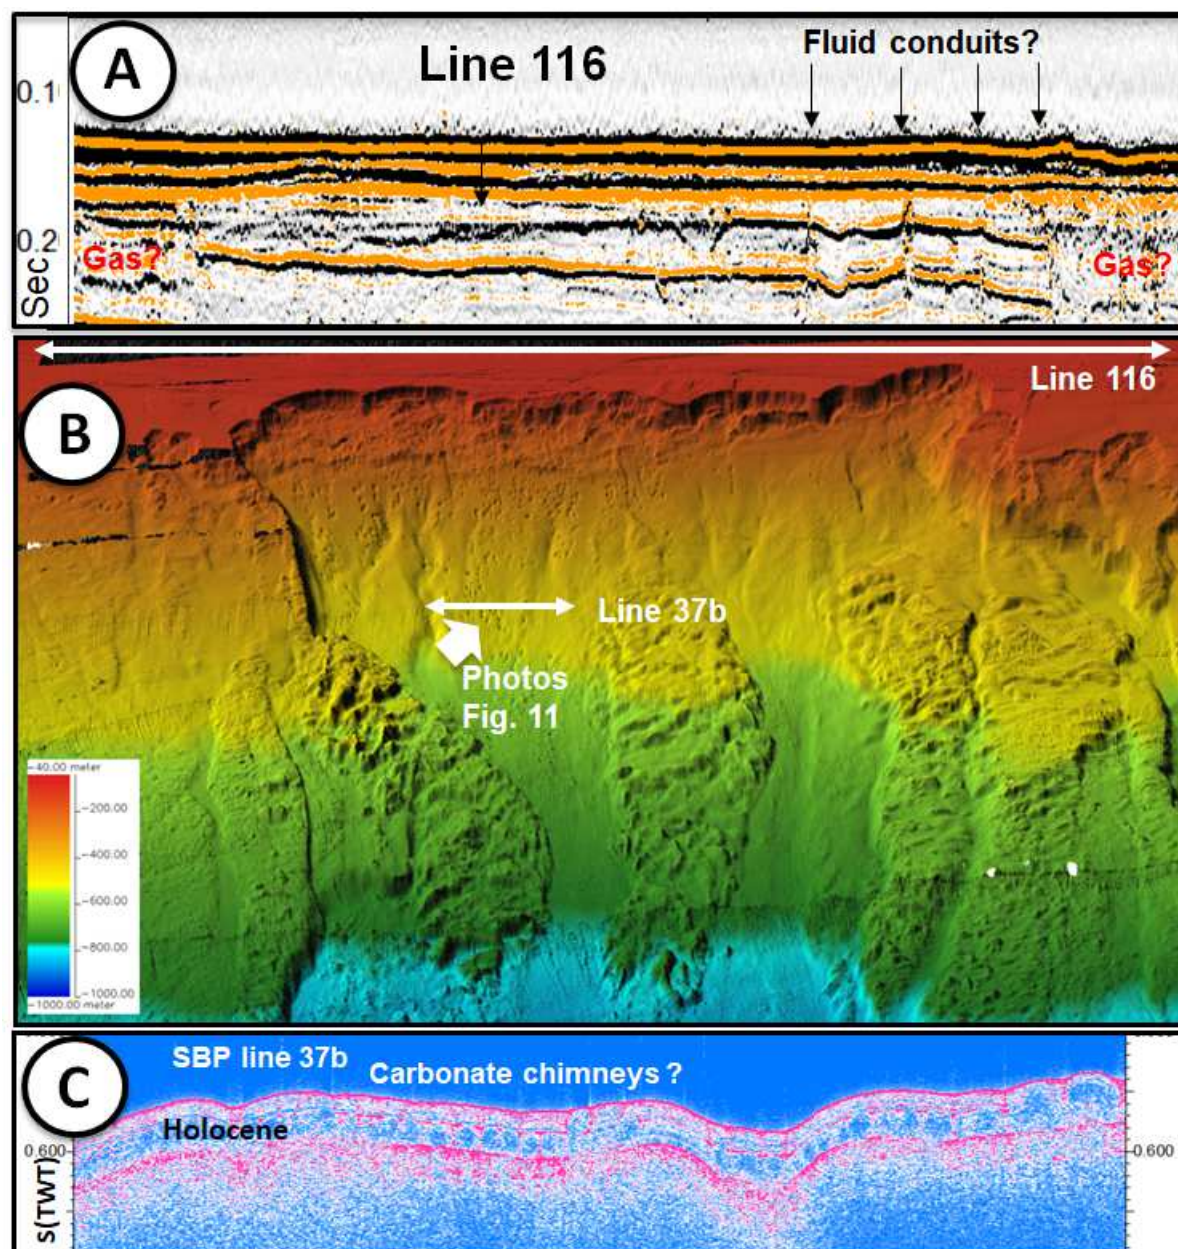 A
Line 116
Fluid conduits?
0.1
0.2
Sec
Gas?
Gas?
B
Line 116
Line 37b
Photos
Fig. 11
−40.00 meter
−200.00
−400.00
−600.00
−800.00
−1000.00
−1000.00 meter
C
SBP line 37b
Carbonate chimneys ?
Holocene
0.600
0.600
S(TWT)